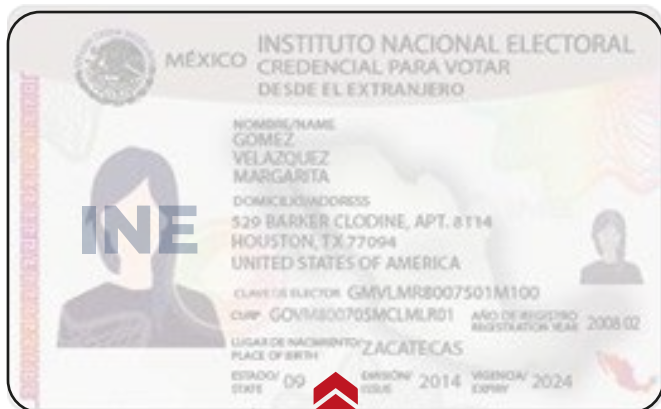 MÉXICO INSTITUTO NACIONAL ELECTORAL
CREDENCIAL PARA VOTAR
DESDE EL EXTRANJERO
NOMBRE/NAME
GOMEZ
VELAZQUEZ
MARGARITA
DOMICILIO/ADDRESS
529 BARKER CLODINE, APT. 8114
HOUSTON, TX 77094
UNITED STATES OF AMERICA
INE
CLAVE DE ELECTOR GMVLMR8007501M100
CURP GOVM800705MCLMLR01 AÑO DE REGISTRO
REGISTRATION YEAR 2008 02
LUGAR DE NACIMIENTO/
PLACE OF BIRTH ZACATECAS
ESTADO/ STATE 09 EMISIÓN/ ISSUE 2014 VIGENCIA/ EXPIRY 2024